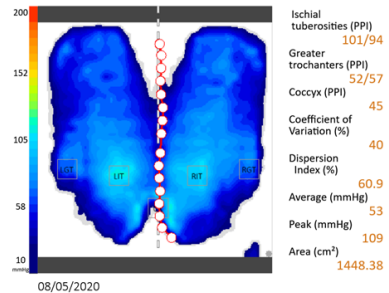 200
152
105
58
10
mmHg
LGT
LIT
RIT
RGT
08/05/2020
Ischial
tuberosities (PPI)
101/94
Greater
trochanters (PPI)
52/57
Coccyx (PPI)
45
Coefficient of
Variation (%)
40
Dispersion
Index (%)
60.9
Average (mmHg)
53
Peak (mmHg)
109
Area (cm²)
1448.38